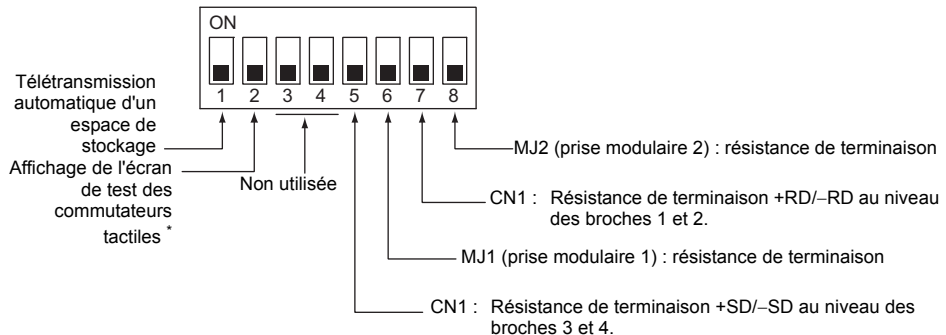 ON
1 2 3 4 5 6 7 8
Télétransmission
automatique d'un
espace de
stockage
Affichage de l'écran
de test des
commutateurs
tactiles *
Non utilisée
MJ2 (prise modulaire 2) : résistance de terminaison
CN1 : Résistance de terminaison +RD/−RD au niveau
des broches 1 et 2.
MJ1 (prise modulaire 1) : résistance de terminaison
CN1 : Résistance de terminaison +SD/−SD au niveau des
broches 3 et 4.